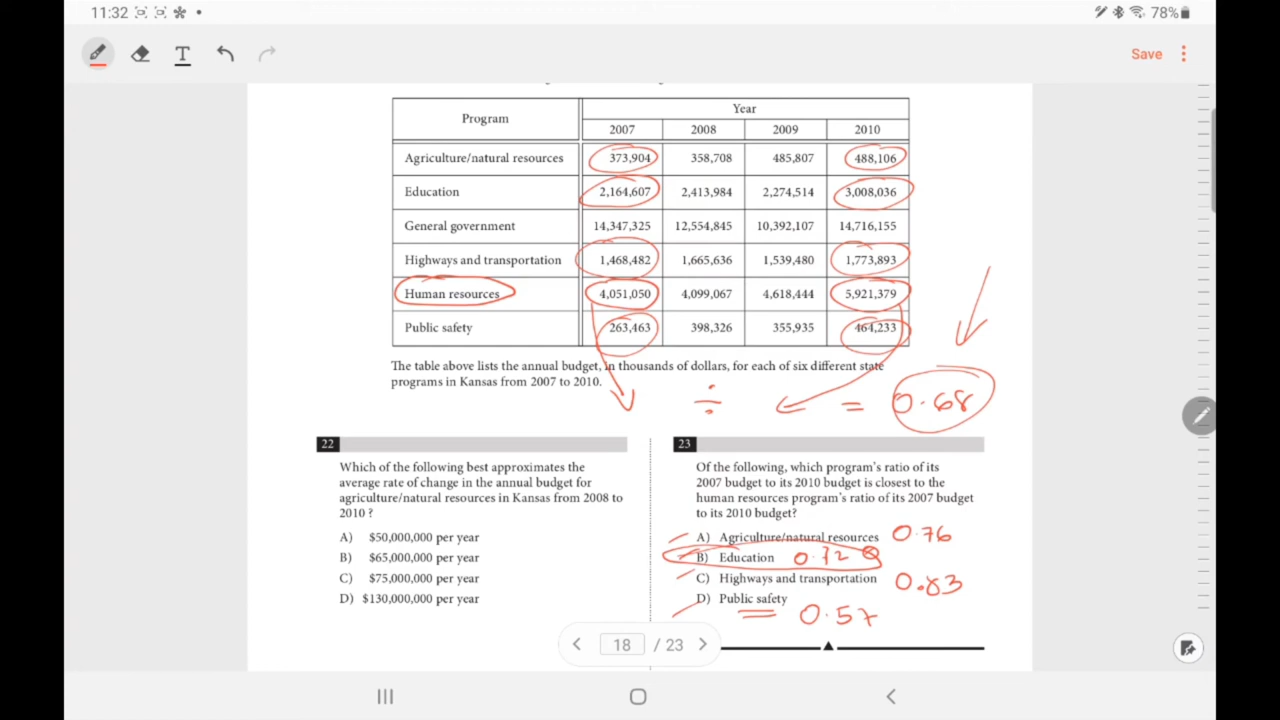 11:32 78%
T Save
Program Year
2007 2008 2009 2010
Agriculture/natural resources 373,904 358,708 485,807 488,106
Education 2,164,607 2,413,984 2,274,514 3,008,036
General government 14,347,325 12,554,845 10,392,107 14,716,155
Highways and transportation 1,468,482 1,665,636 1,539,480 1,773,893
Human resources 4,051,050 4,099,067 4,618,444 5,921,379
Public safety 263,463 398,326 355,935 464,233
The table above lists the annual budget, in thousands of dollars, for each of six different state
programs in Kansas from 2007 to 2010.
÷ = 0.68
22
Which of the following best approximates the
average rate of change in the annual budget for
agriculture/natural resources in Kansas from 2008 to
2010 ?
A) $50,000,000 per year
B) $65,000,000 per year
C) $75,000,000 per year
D) $130,000,000 per year
23
Of the following, which program's ratio of its
2007 budget to its 2010 budget is closest to the
human resources program's ratio of its 2007 budget
to its 2010 budget?
A) Agriculture/natural resources 0.76
B) Education 0.72
C) Highways and transportation 0.83
D) Public safety
= 0.57
18 / 23